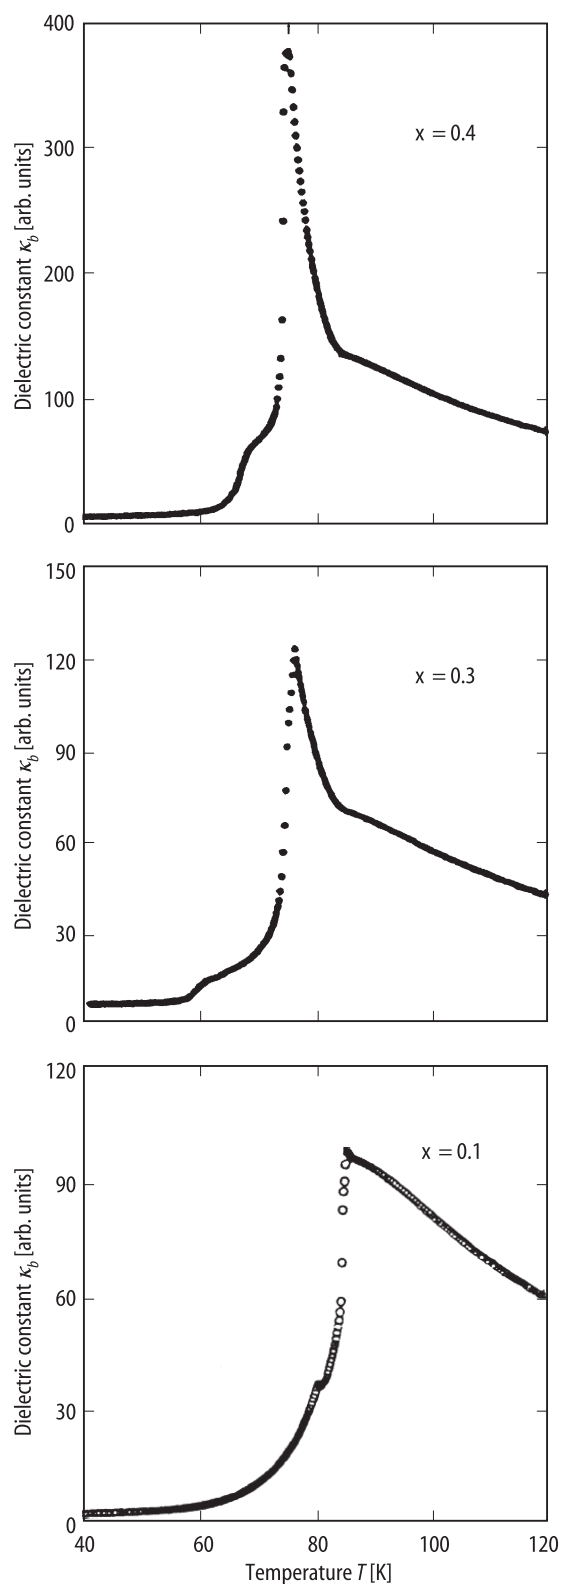 400
x = 0.4
300
200
100
0
Dielectric constant κb [arb. units]
150
120
x = 0.3
90
60
30
0
Dielectric constant κb [arb. units]
120
x = 0.1
90
60
30
0
Dielectric constant κb [arb. units]
40 60 80 100 120
Temperature T [K]